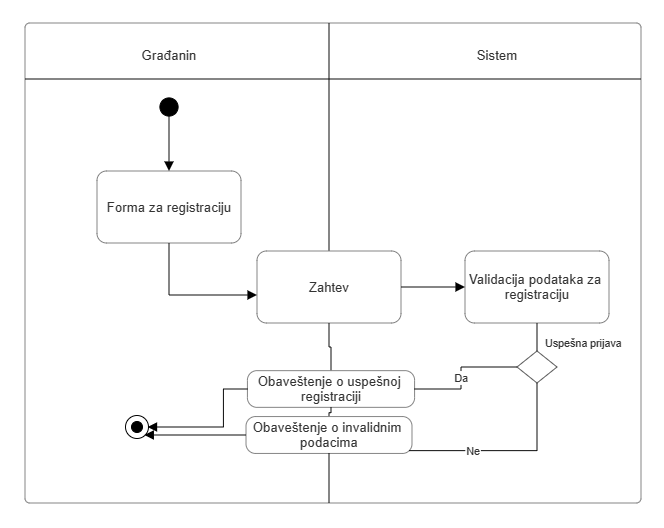 Građanin
Sistem
Forma za registraciju
Zahtev
Validacija podataka za
registraciju
Uspešna prijava
Da
Obaveštenje o uspešnoj
registraciji
Obaveštenje o invalidnim
podacima
Ne